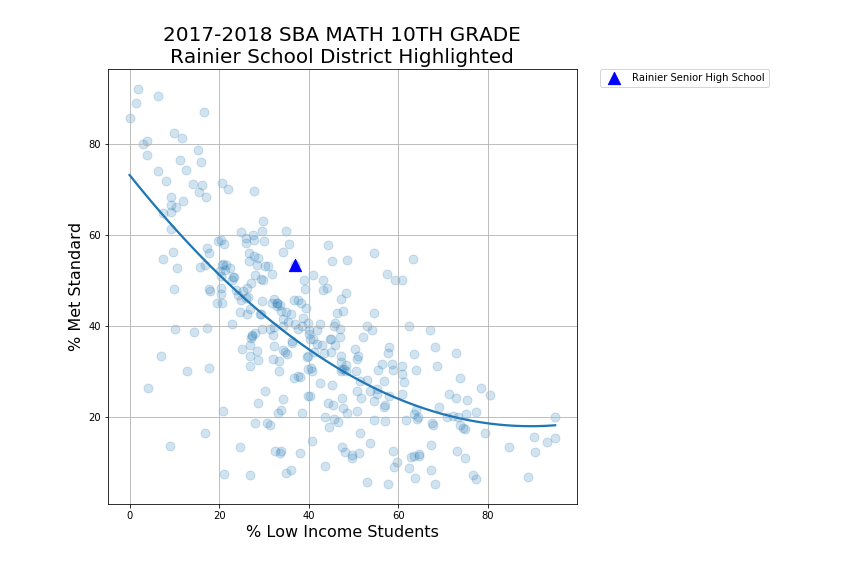 2017-2018 SBA MATH 10TH GRADE
Rainier School District Highlighted
Rainier Senior High School
% Met Standard
80
60
40
20
0
20
40
60
80
% Low Income Students